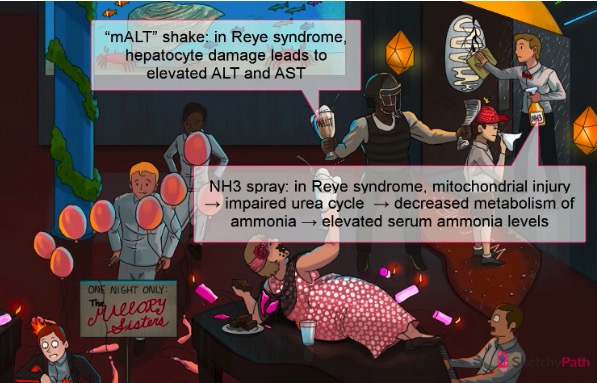 "mALT" shake: in Reye syndrome,
hepatocyte damage leads to
elevated ALT and AST
MALT
NH3
NH3 spray: in Reye syndrome, mitochondrial injury
→ impaired urea cycle → decreased metabolism of
ammonia → elevated serum ammonia levels
ONE NIGHT ONLY:
The
MALLORY
Sisters
SketchyPath